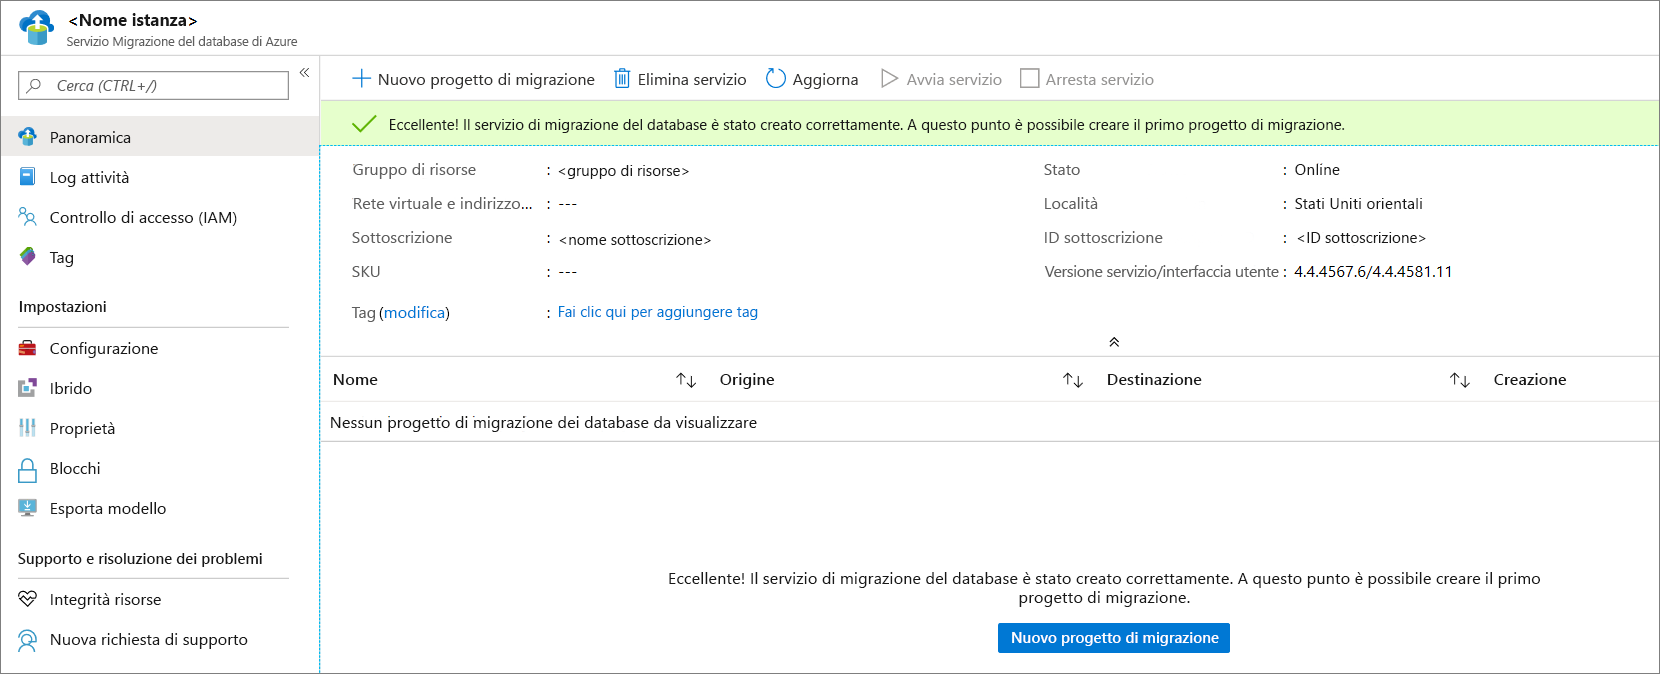 <Nome istanza>
Servizio Migrazione del database di Azure
Cerca (CTRL+/)
«
Panoramica
Log attività
Controllo di accesso (IAM)
Tag
Impostazioni
Configurazione
Ibrido
Proprietà
Blocchi
Esporta modello
Supporto e risoluzione dei problemi
Integrità risorse
Nuova richiesta di supporto
Nuovo progetto di migrazione Elimina servizio Aggiorna Avvia servizio Arresta servizio
Eccellente! Il servizio di migrazione del database è stato creato correttamente. A questo punto è possibile creare il primo progetto di migrazione.
Gruppo di risorse : <gruppo di risorse> Stato : Online
Rete virtuale e indirizzo... : --- Località : Stati Uniti orientali
Sottoscrizione : <nome sottoscrizione> ID sottoscrizione : <ID sottoscrizione>
SKU : --- Versione servizio/interfaccia utente : 4.4.4567.6/4.4.4581.11
Tag (modifica) : Fai clic qui per aggiungere tag
Nome Origine Destinazione Creazione
Nessun progetto di migrazione dei database da visualizzare
Eccellente! Il servizio di migrazione del database è stato creato correttamente. A questo punto è possibile creare il primo
progetto di migrazione.
Nuovo progetto di migrazione